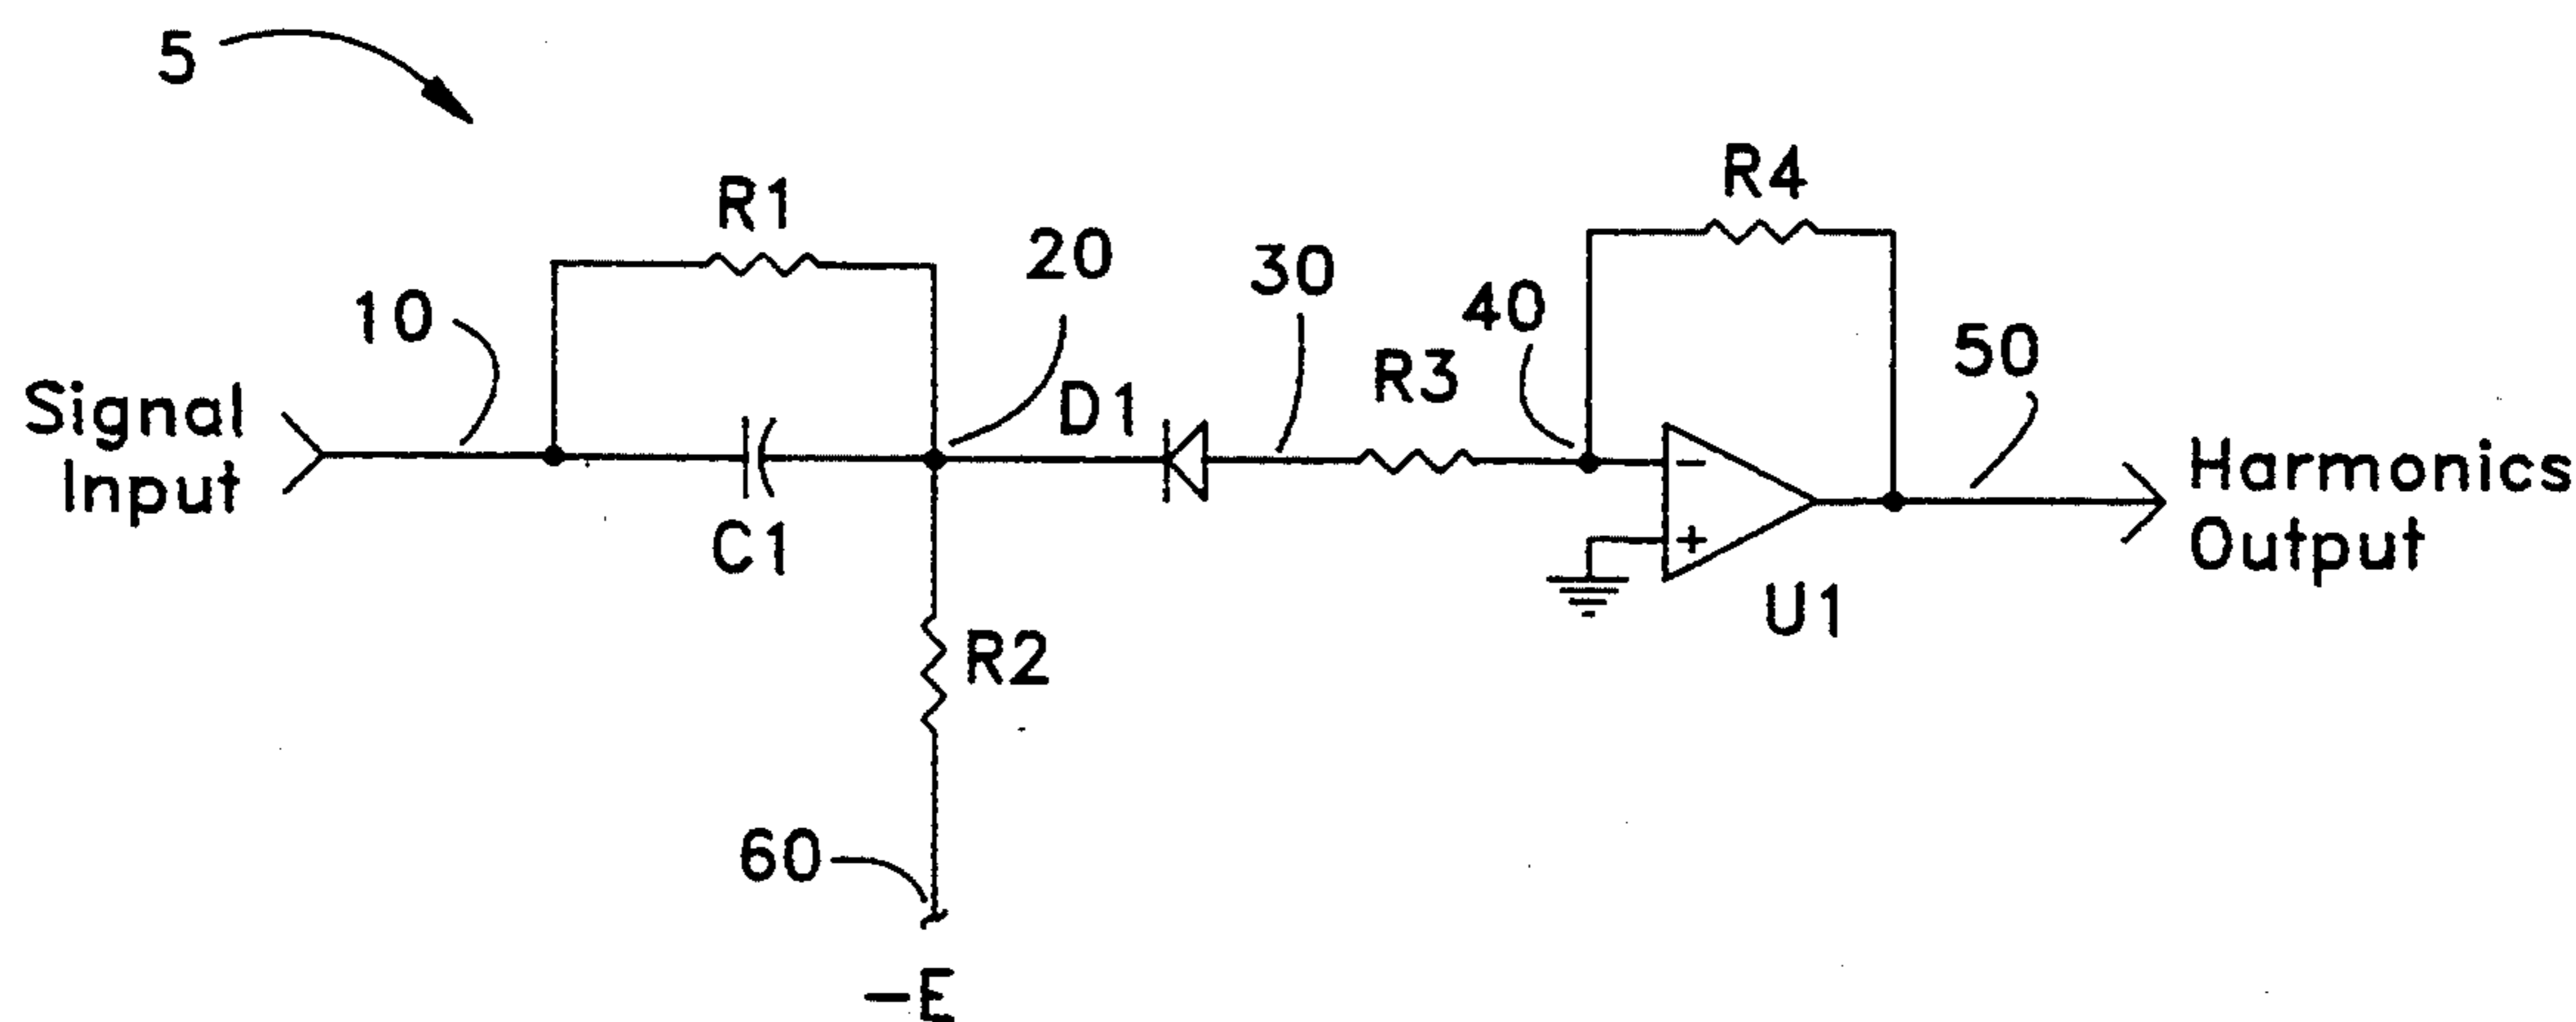 5
R1
R4
20
30
10
40
50
R3
D1
Signal
Input
Harmonics
Output
−
+
C1
U1
R2
60
−E